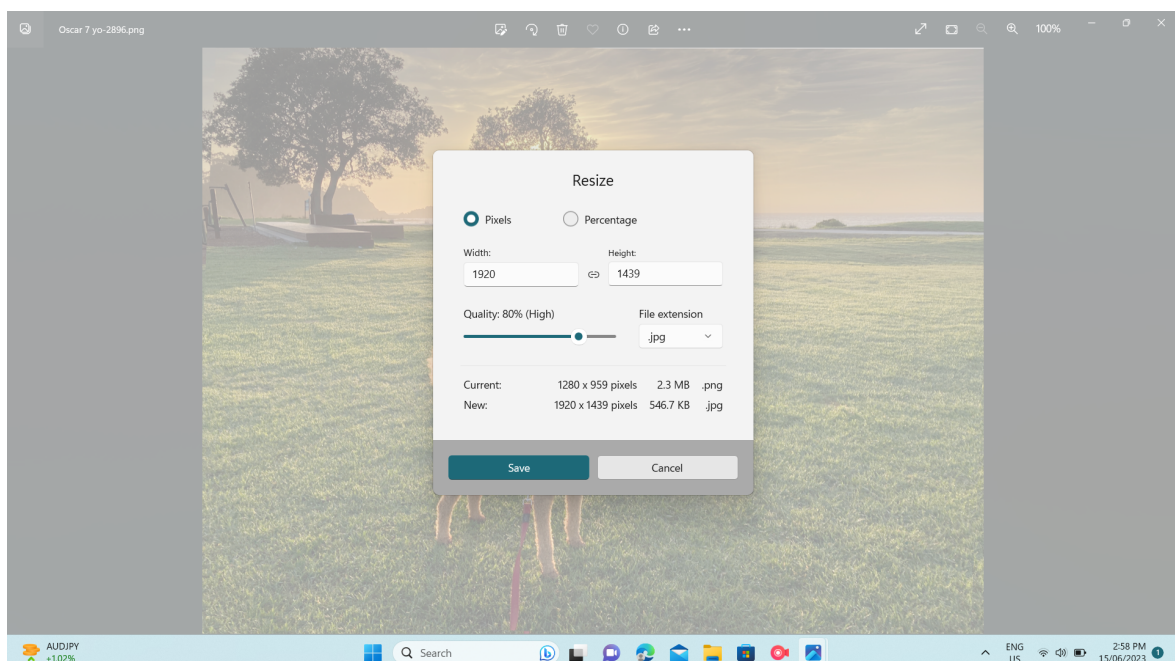 Oscar 7 yo-2896.png
100%
Resize
Pixels Percentage
Width: Height:
1920 1439
Quality: 80% (High) File extension
.jpg
Current: 1280 x 959 pixels 2.3 MB .png
New: 1920 x 1439 pixels 546.7 KB .jpg
Save Cancel
AUDJPY
+1.02%
Search
ENG
US
2:58 PM
15/06/2023
1